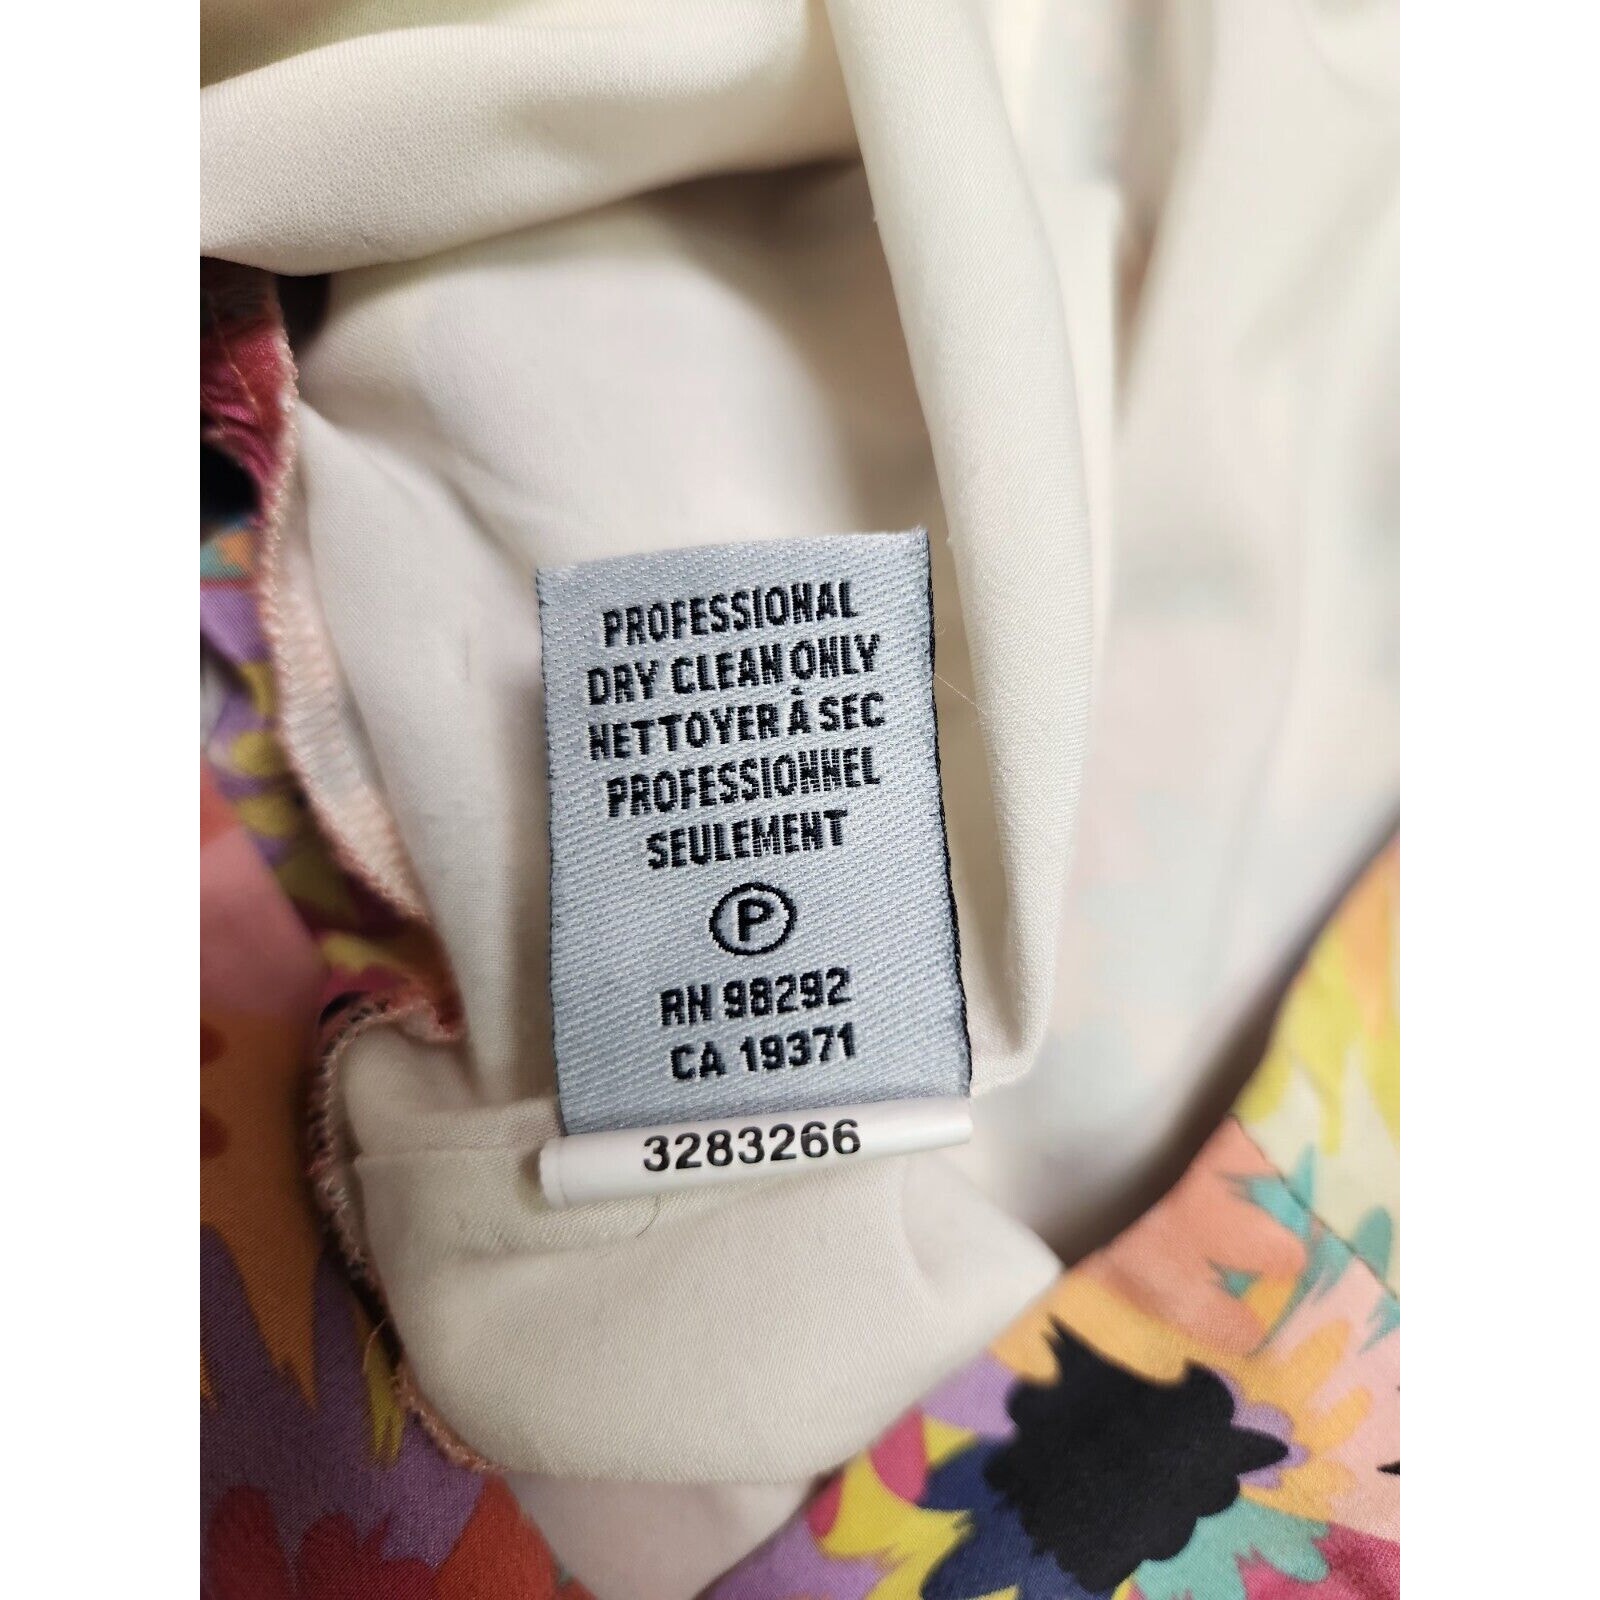 PROFESSIONAL
DRY CLEAN ONLY
NETTOYER À SEC
PROFESSIONNEL
SEULEMENT
P
RN 98292
CA 19371
3283266